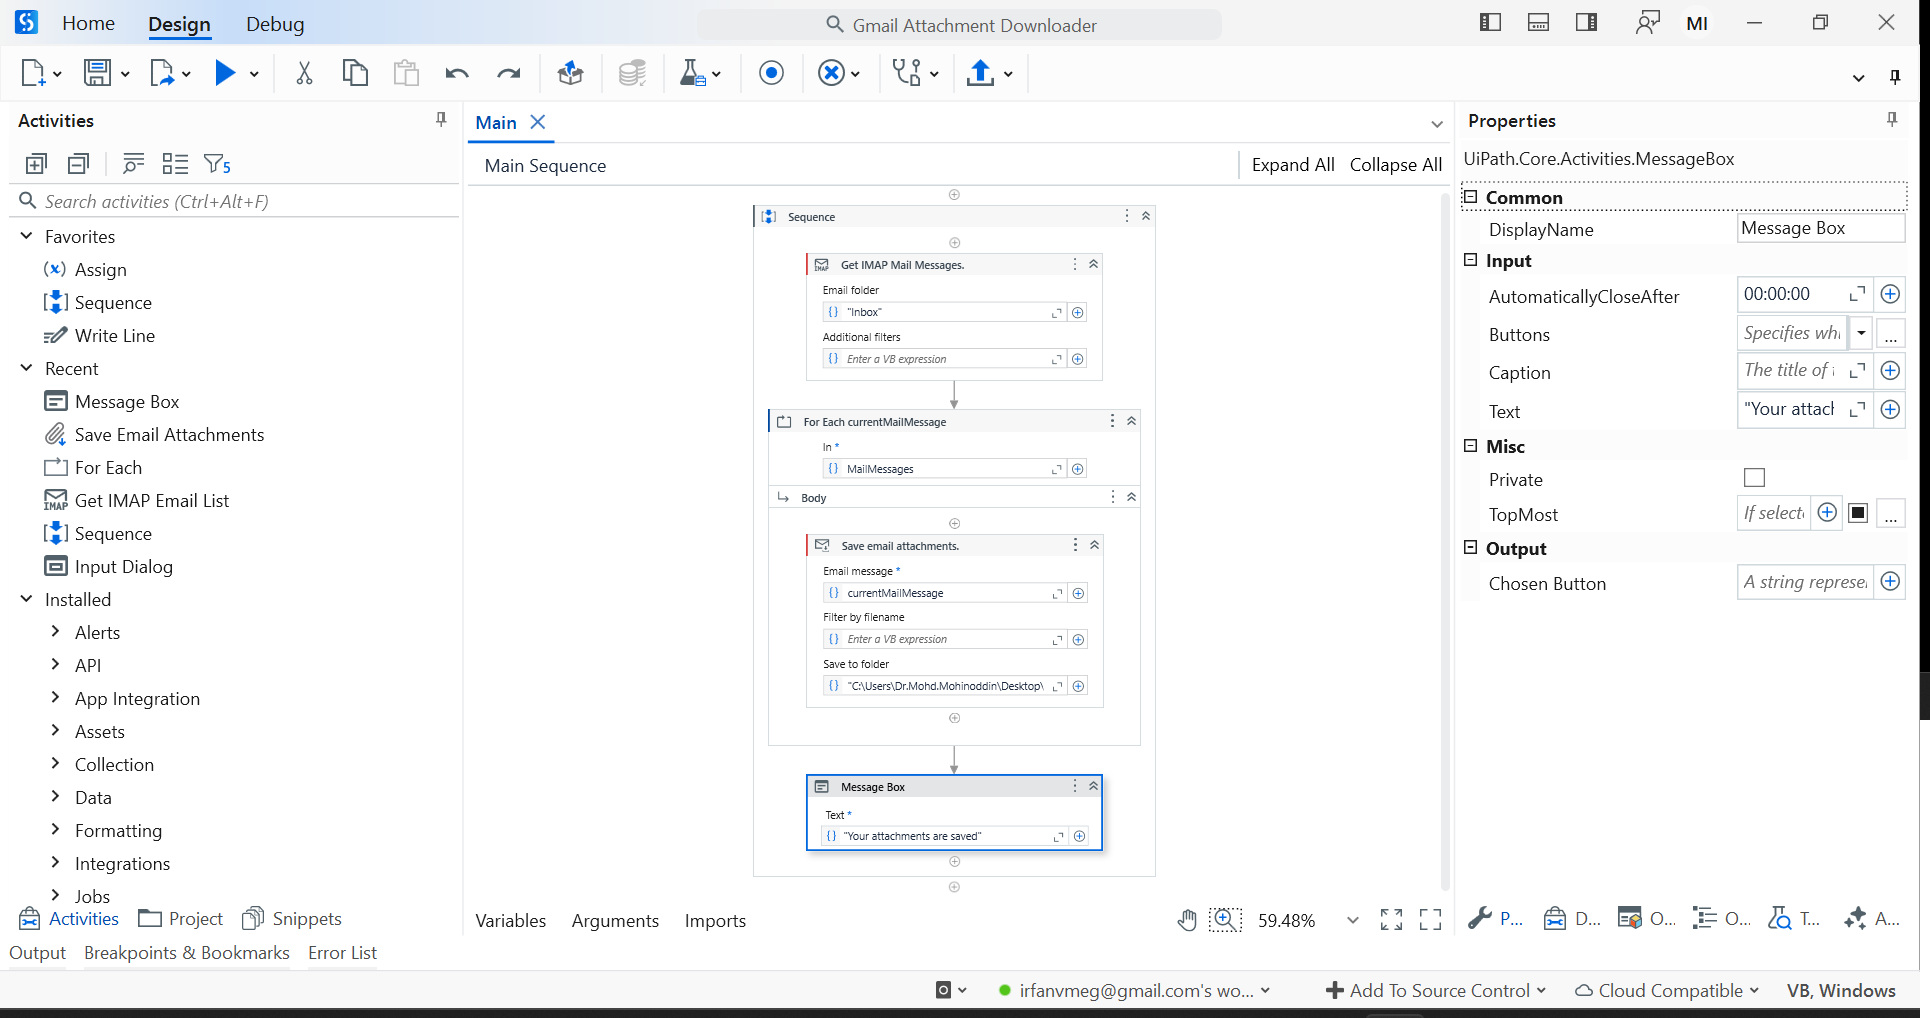 Home
Design
Debug
Gmail Attachment Downloader
MI
Activities
5
Search activities (Ctrl+Alt+F)
Favorites
Assign
Sequence
Write Line
Recent
Message Box
Save Email Attachments
For Each
Get IMAP Email List
Sequence
Input Dialog
Installed
Alerts
API
App Integration
Assets
Collection
Data
Formatting
Integrations
Jobs
Activities
Project
Snippets
Main
Main Sequence
Expand All
Collapse All
Sequence
Get IMAP Mail Messages.
Email folder
"Inbox"
Additional filters
Enter a VB expression
For Each currentMailMessage
In *
MailMessages
Body
Save email attachments.
Email message *
currentMailMessage
Filter by filename
Enter a VB expression
Save to folder
"C:\Users\Dr.Mohd.Mohinoddin\Desktop\
Message Box
Text *
"Your attachments are saved"
Variables
Arguments
Imports
59.48%
Properties
UiPath.Core.Activities.MessageBox
Common
DisplayName
Message Box
Input
AutomaticallyCloseAfter
00:00:00
Buttons
Specifies whi
...
Caption
The title of t
Text
"Your attach
Misc
Private
TopMost
If select
...
Output
Chosen Button
A string represe
P...
D...
O...
O...
T...
A...
Output
Breakpoints & Bookmarks
Error List
irfanvmeg@gmail.com's wo...
Add To Source Control
Cloud Compatible
VB, Windows